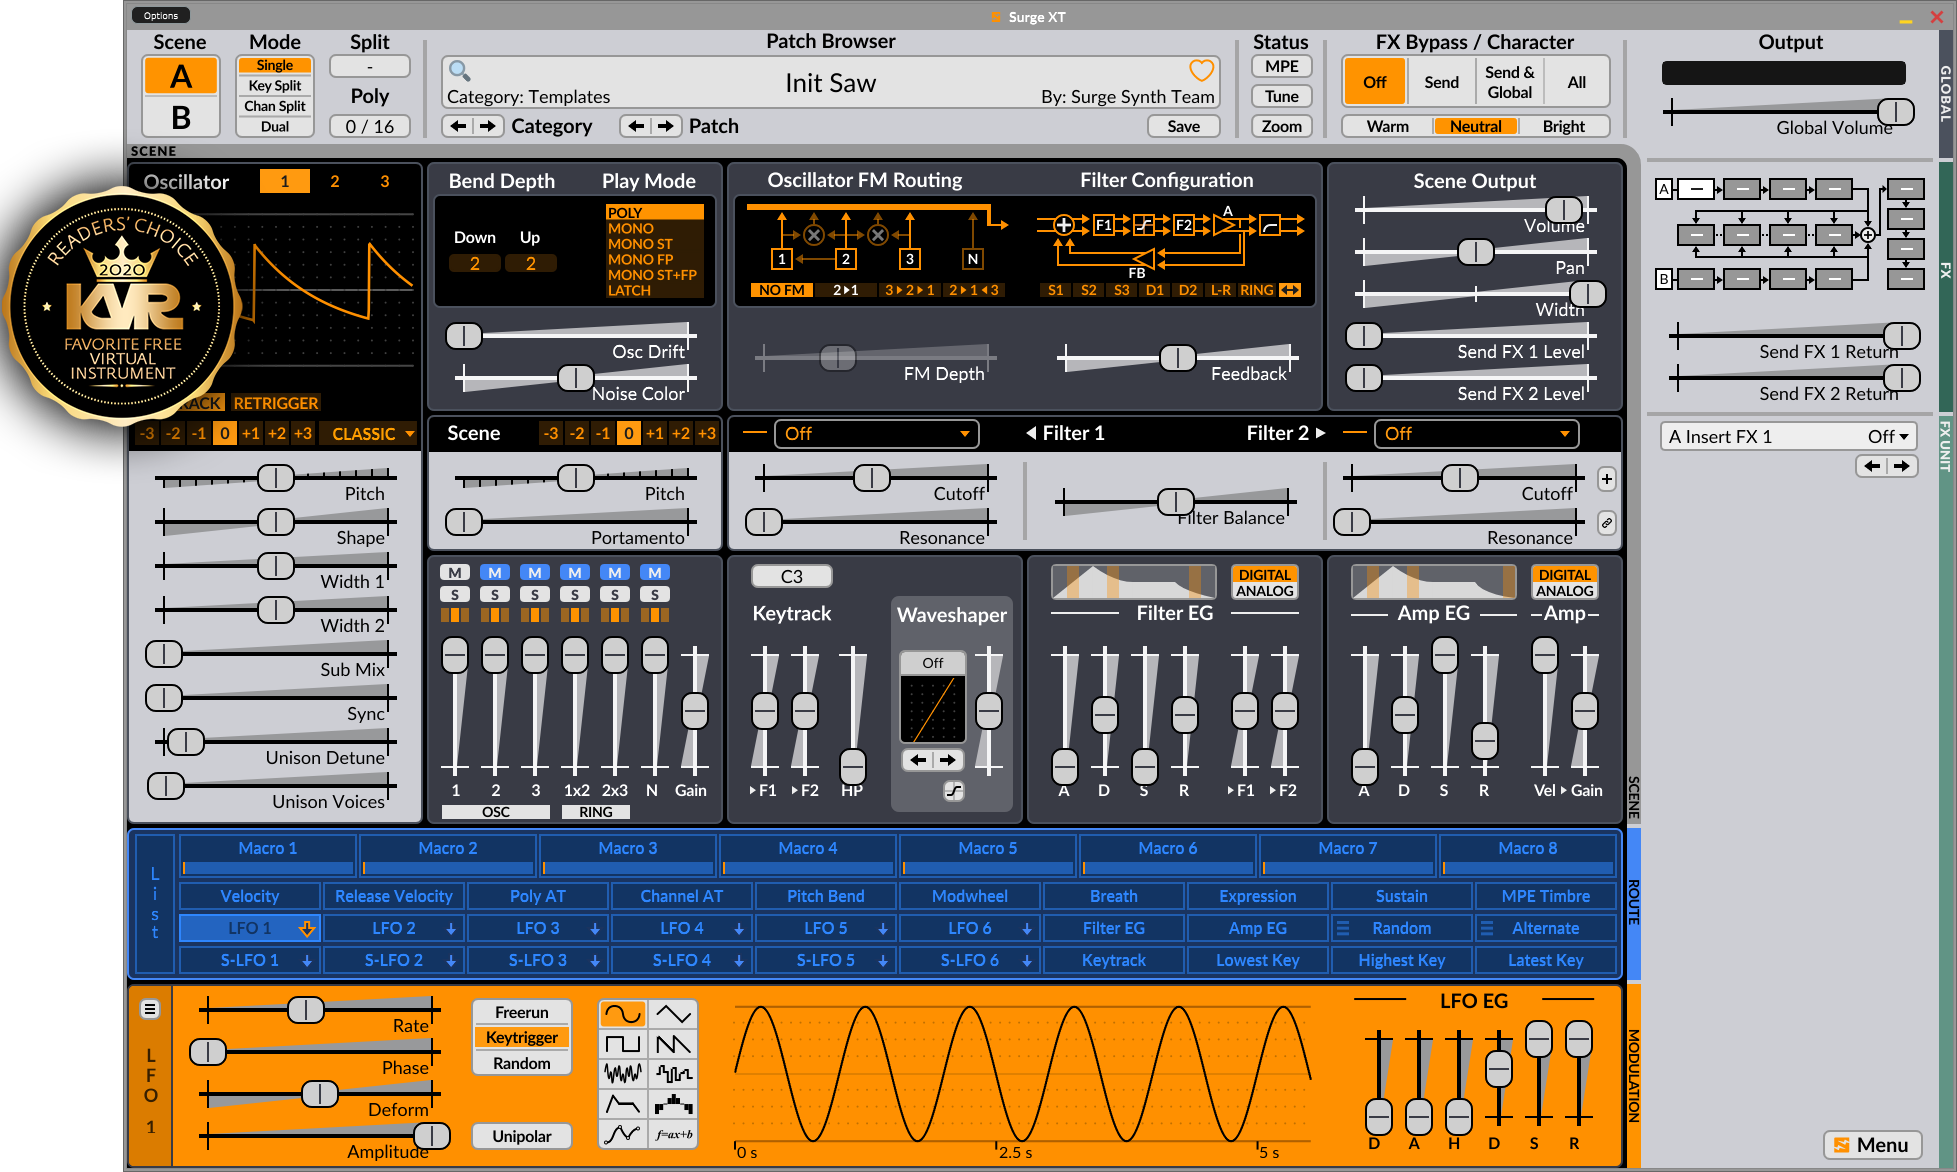 Options
Surge XT
Scene
A
B
Mode
Single
Key Split
Chan Split
Dual
Split
-
Poly
0 / 16
Patch Browser
Init Saw
Category: Templates
By: Surge Synth Team
Category
Patch
Save
Status
MPE
Tune
Zoom
FX Bypass / Character
Off
Send
Send &
Global
All
Warm
Neutral
Bright
Output
Global Volume
GLOBAL
SCENE
Oscillator
1
2
3
READERS' CHOICE
2020
KVR
FAVORITE FREE
VIRTUAL
INSTRUMENT
RETRIGGER
-3 -2 -1 0 +1 +2 +3
CLASSIC
Pitch
Shape
Width 1
Width 2
Sub Mix
Sync
Unison Detune
Unison Voices
Bend Depth
Down
Up
2
2
Play Mode
POLY
MONO
MONO ST
MONO FP
MONO ST+FP
LATCH
Osc Drift
Noise Color
Oscillator FM Routing
1
2
3
N
NO FM
2▸1
3▸2▸1
2▸1◂3
FM Depth
Filter Configuration
F1
F2
A
FB
S1 S2 S3 D1 D2 L-R RING
Feedback
Scene Output
Volume
Pan
Width
Send FX 1 Level
Send FX 2 Level
A
B
FX
Send FX 1 Return
Send FX 2 Return
FX UNIT
A Insert FX 1
Off
Scene
-3 -2 -1 0 +1 +2 +3
Pitch
Portamento
Off
Filter 1
Filter 2
Off
Cutoff
Resonance
Filter Balance
Cutoff
Resonance
M M M M M M
S S S S S S
1 2 3 1x2 2x3 N Gain
OSC
RING
C3
Keytrack
F1
F2
HP
Waveshaper
Off
DIGITAL
ANALOG
Filter EG
A D S R F1 F2
DIGITAL
ANALOG
Amp EG
Amp
A D S R Vel Gain
SCENE
List
Macro 1
Macro 2
Macro 3
Macro 4
Macro 5
Macro 6
Macro 7
Macro 8
Velocity
Release Velocity
Poly AT
Channel AT
Pitch Bend
Modwheel
Breath
Expression
Sustain
MPE Timbre
LFO 1
LFO 2
LFO 3
LFO 4
LFO 5
LFO 6
Filter EG
Amp EG
Random
Alternate
S-LFO 1
S-LFO 2
S-LFO 3
S-LFO 4
S-LFO 5
S-LFO 6
Keytrack
Lowest Key
Highest Key
Latest Key
ROUTE
LFO 1
Rate
Phase
Deform
Amplitude
Freerun
Keytrigger
Random
Unipolar
f=ax+b
0 s
2.5 s
5 s
LFO EG
D A H D S R
MODULATION
Menu